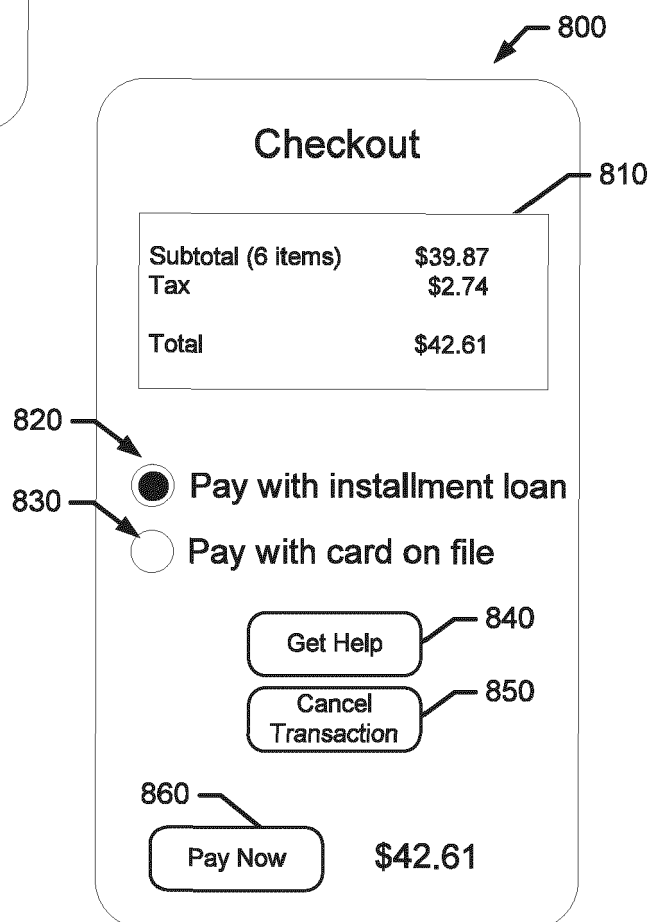 800
Checkout
810
Subtotal (6 items) $39.87
Tax $2.74
Total $42.61
820
Pay with installment loan
830
Pay with card on file
Get Help 840
Cancel 850
Transaction
860
Pay Now $42.61